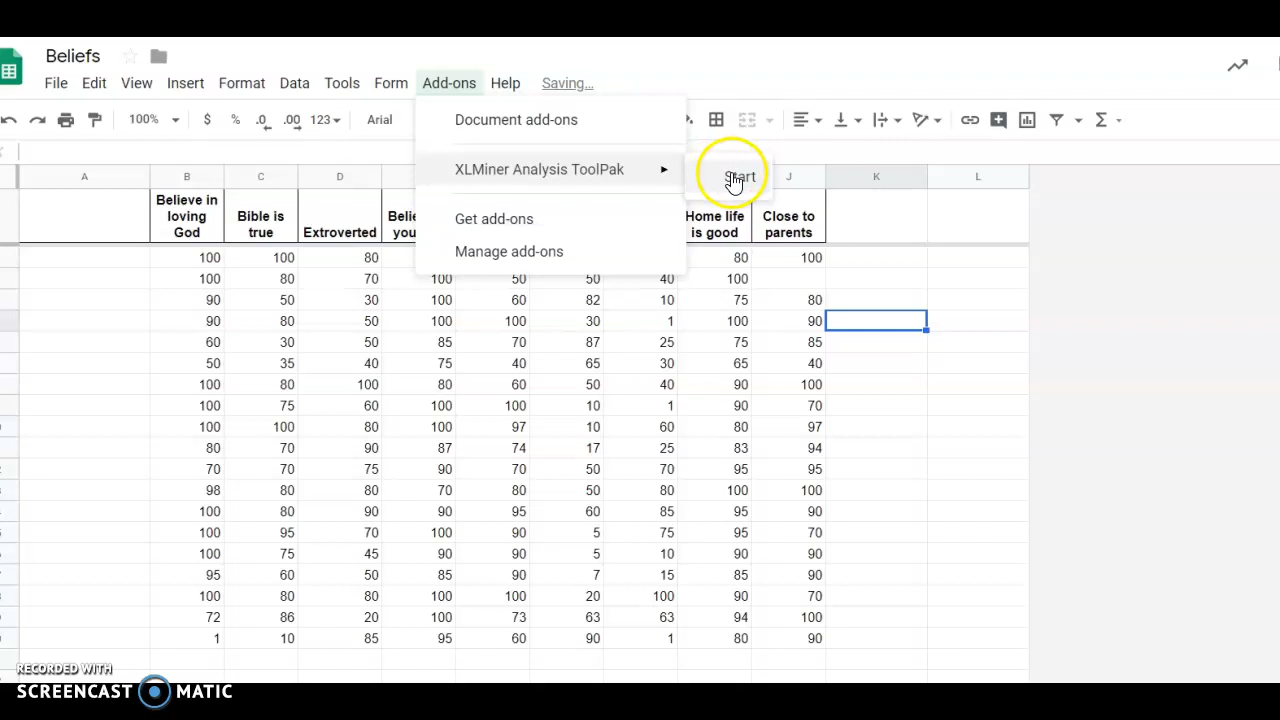 Beliefs
File Edit View Insert Format Data Tools Form Add-ons Help Saving...
100% $ % .0 .00 123 Arial Σ
Document add-ons
XLMiner Analysis ToolPak
Start
Get add-ons
Manage add-ons
A B C D J K L
Believe in loving God Bible is true Extroverted Home life is good Close to parents
100 100 80 80 100
100 80 70 100 50 50 40 100
90 50 30 100 60 82 10 75 80
90 80 50 100 100 30 1 100 90
60 30 50 85 70 87 25 75 85
50 35 40 75 40 65 30 65 40
100 80 100 80 60 50 40 90 100
100 75 60 100 100 10 1 90 70
100 100 80 100 97 10 60 80 97
80 70 90 87 74 17 25 83 94
70 70 75 90 70 50 70 95 95
98 80 80 70 80 50 80 100 100
100 80 90 90 95 60 85 95 90
100 95 70 100 90 5 75 95 70
100 75 45 90 90 5 10 90 90
95 60 50 85 90 7 15 85 90
100 80 80 100 100 20 100 90 70
72 86 20 100 73 63 63 94 100
1 10 85 95 60 90 1 80 90
RECORDED WITH
SCREENCAST MATIC